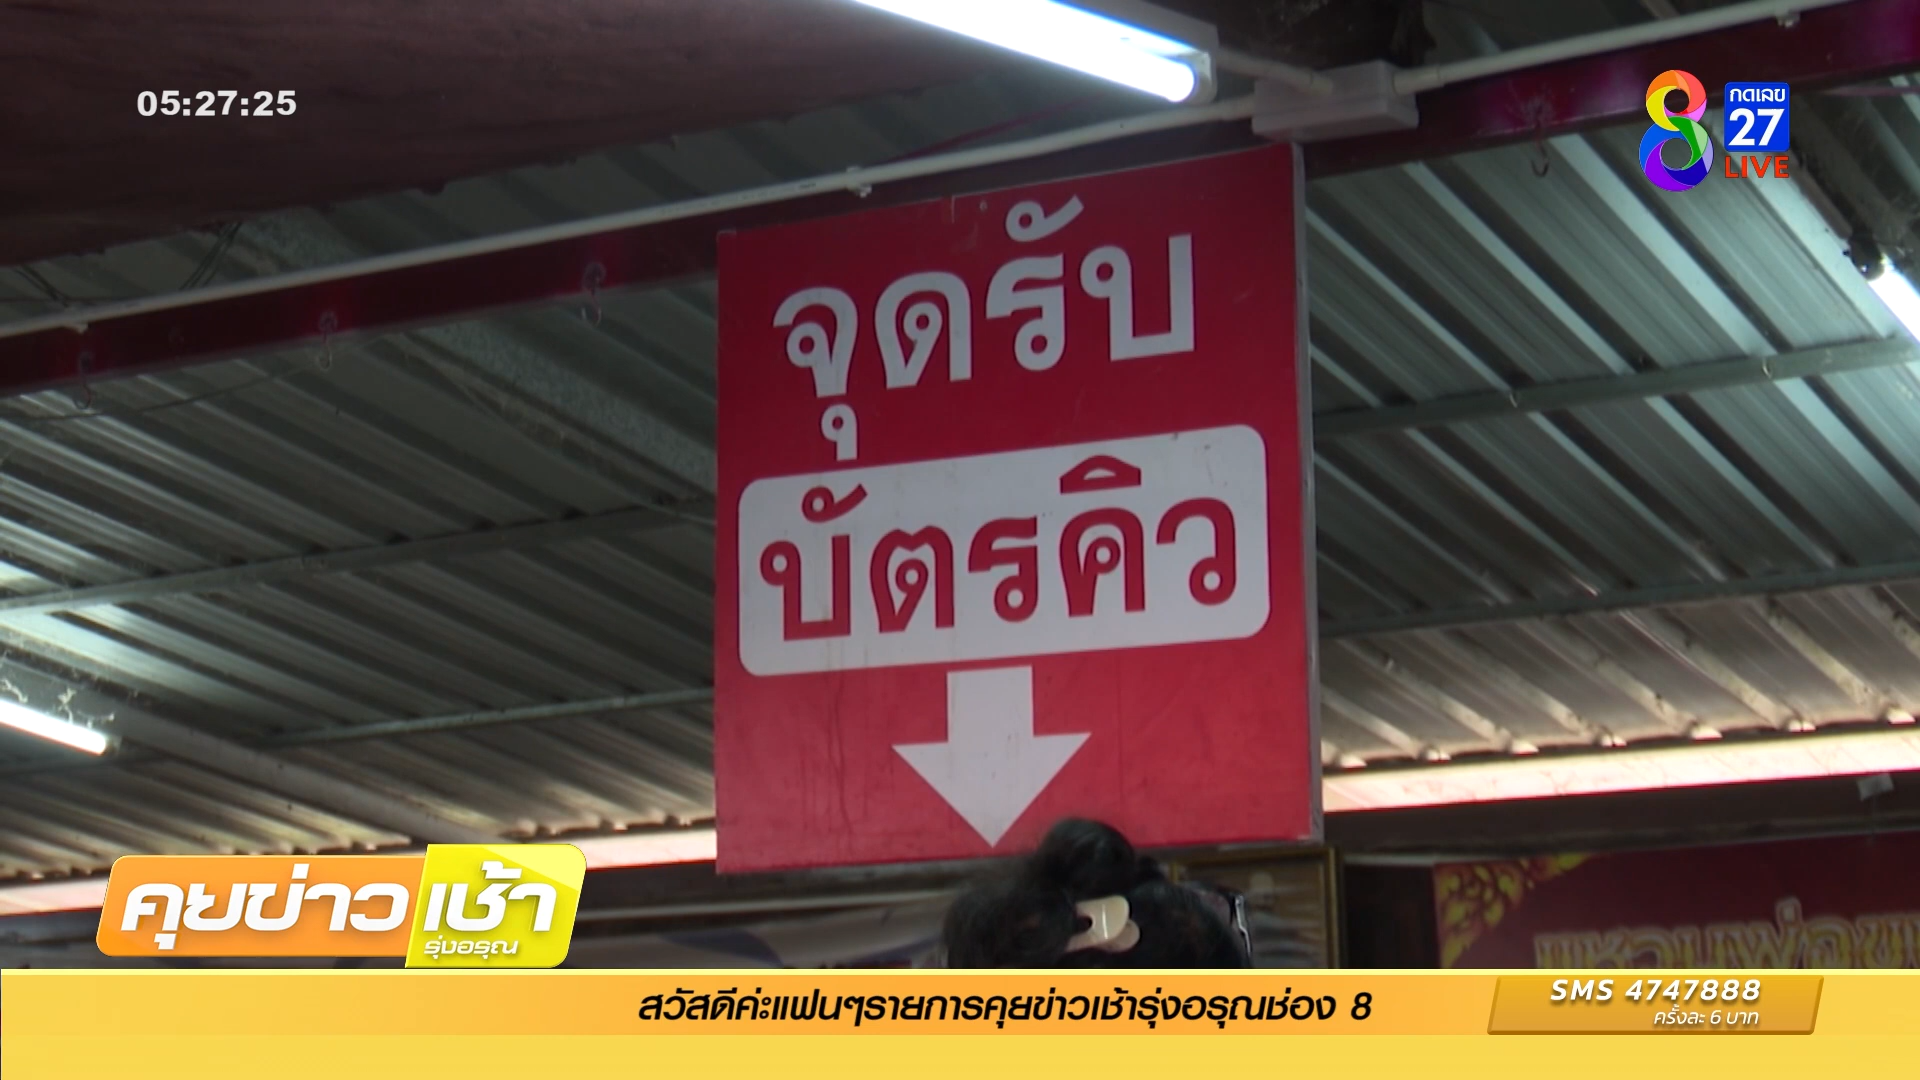 05:27:25
กดเลข
27
LIVE
จุดรับ
บัตรคิว
คุยข่าวเช้า
รุ่งอรุณ
สวัสดีค่ะแฟนๆรายการคุยข่าวเช้ารุ่งอรุณช่อง 8
SMS 4747888
ครั้งละ 6 บาท